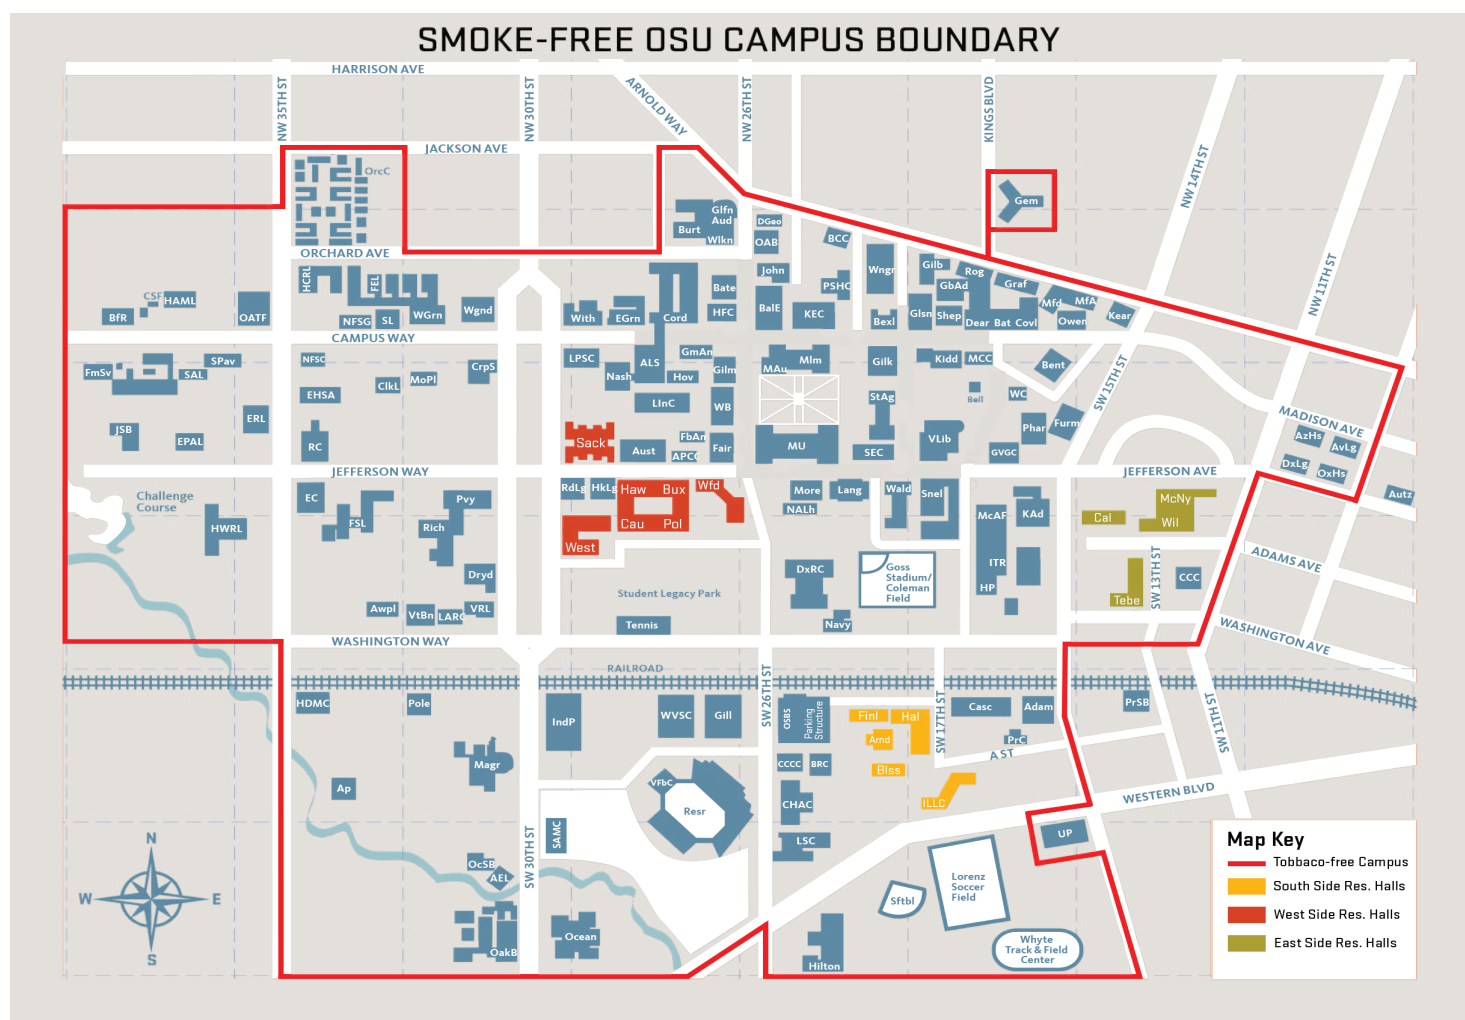 SMOKE-FREE OSU CAMPUS BOUNDARY
HARRISON AVE
NW 35TH ST
NW 30TH ST
ARNOLD WAY
NW 26TH ST
KINGS BLVD
NW 14TH ST
NW 11TH ST
JACKSON AVE
OrcC
Gem
Glfn
Aud
Burt
Wlkn
DGeo
OAB
BCC
ORCHARD AVE
HCRL
FEL
John
PSHC
Wngr
Gilb
Rog
GbAd
Graf
CSF
HAML
BfR
OATF
NFSG
SL
WGrn
Wgnd
With
EGrn
Cord
Bate
HFC
BalE
KEC
Bexl
Glsn
Shep
Dear
Bat
Covl
Mfd
MfA
Owen
Kear
CAMPUS WAY
FmSv
SPav
SAL
NFSC
EHSA
ClkL
MoPl
CrpS
LPSC
Nash
ALS
GmAn
Hov
Gilm
MAu
Mlm
Gilk
Kidd
MCC
Bent
SW 15TH ST
LInC
WB
StAg
Bell
WC
JSB
EPAL
ERL
RC
Sack
Aust
FbAn
APCC
Fair
MU
SEC
VLib
GVGC
Phar
Furm
MADISON AVE
AzHs
AvLg
DxLg
OxHs
Autz
JEFFERSON WAY
JEFFERSON AVE
Challenge
Course
HWRL
EC
FSL
Pvy
Rich
RdLg
HkLg
Haw
Bux
Cau
Pol
Wfd
West
More
Lang
NALh
Wald
Snel
McAF
KAd
Cal
McNy
Wil
ADAMS AVE
Dryd
Awpl
VtBn
LARC
VRL
Student Legacy Park
Tennis
DxRC
Navy
Goss
Stadium/
Coleman
Field
ITR
HP
Tebe
SW 13TH ST
CCC
WASHINGTON WAY
WASHINGTON AVE
RAILROAD
HDMC
Pole
IndP
WVSC
Gill
SW 26TH ST
OSBS
Parking
Structure
Finl
Hal
Arnd
Blss
SW 17TH ST
Casc
Adam
PrC
A ST
PrSB
SW 11TH ST
Magr
Ap
VFbC
Resr
CCCC
BRC
CHAC
ILLC
LSC
WESTERN BLVD
UP
SAMC
SW 30TH ST
OcSB
AEL
OakB
Ocean
Hilton
Sftbl
Lorenz
Soccer
Field
Whyte
Track & Field
Center
N
W
E
S
Map Key
Tobbaco-free Campus
South Side Res. Halls
West Side Res. Halls
East Side Res. Halls